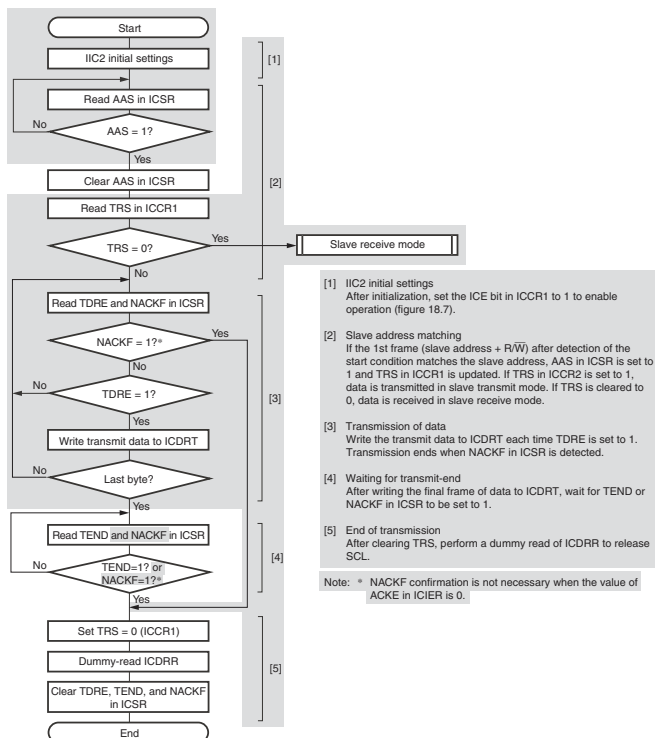 Start
IIC2 initial settings
[1]
Read AAS in ICSR
No
AAS = 1?
Yes
Clear AAS in ICSR
[2]
Read TRS in ICCR1
TRS = 0?
Yes
Slave receive mode
No
Read TDRE and NACKF in ICSR
NACKF = 1?*
Yes
No
No
TDRE = 1?
[3]
Yes
Write transmit data to ICDRT
No
Last byte?
Yes
Read TEND and NACKF in ICSR
[4]
No
TEND=1? or
NACKF=1?*
Yes
Set TRS = 0 (ICCR1)
Dummy-read ICDRR
[5]
Clear TDRE, TEND, and NACKF
in ICSR
End
[1] IIC2 initial settings
After initialization, set the ICE bit in ICCR1 to 1 to enable
operation (figure 18.7).
[2] Slave address matching
If the 1st frame (slave address + R/W̅) after detection of the
start condition matches the slave address, AAS in ICSR is set to
1 and TRS in ICCR1 is updated. If TRS in ICCR2 is set to 1,
data is transmitted in slave transmit mode. If TRS is cleared to
0, data is received in slave receive mode.
[3] Transmission of data
Write the transmit data to ICDRT each time TDRE is set to 1.
Transmission ends when NACKF in ICSR is detected.
[4] Waiting for transmit-end
After writing the final frame of data to ICDRT, wait for TEND or
NACKF in ICSR to be set to 1.
[5] End of transmission
After clearing TRS, perform a dummy read of ICDRR to release
SCL.
Note: * NACKF confirmation is not necessary when the value of
ACKE in ICIER is 0.